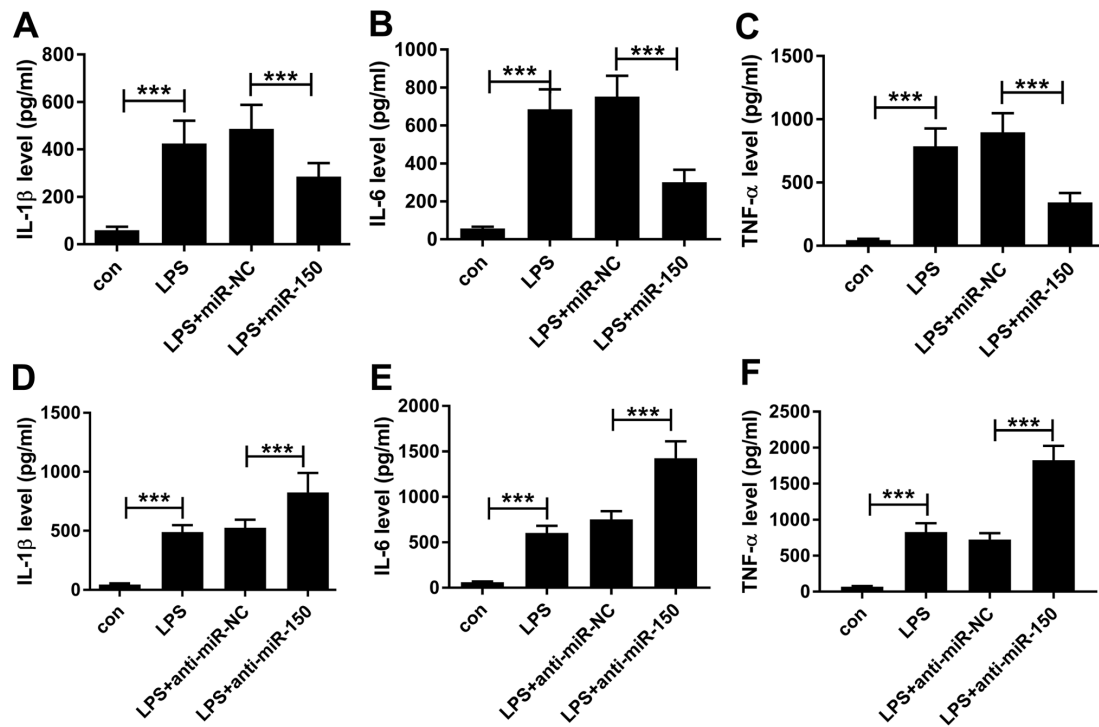 A
IL-1β level (pg/ml)
800
600
400
200
0
***
***
con
LPS
LPS+miR-NC
LPS+miR-150
B
IL-6 level (pg/ml)
1000
800
600
400
200
0
***
***
con
LPS
LPS+miR-NC
LPS+miR-150
C
TNF-α level (pg/ml)
1500
1000
500
0
***
***
con
LPS
LPS+miR-NC
LPS+miR-150
D
IL-1β level (pg/ml)
1500
1000
500
0
***
***
con
LPS
LPS+anti-miR-NC
LPS+anti-miR-150
E
IL-6 level (pg/ml)
2000
1500
1000
500
0
***
***
con
LPS
LPS+anti-miR-NC
LPS+anti-miR-150
F
TNF-α level (pg/ml)
2500
2000
1500
1000
500
0
***
***
con
LPS
LPS+anti-miR-NC
LPS+anti-miR-150